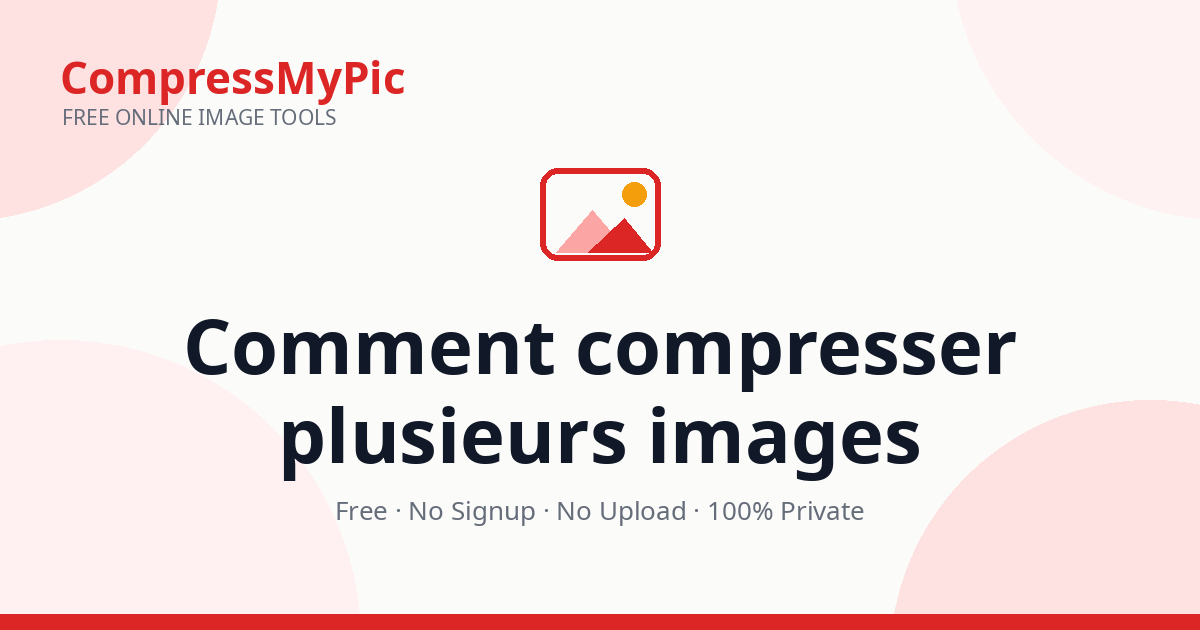 CompressMyPic
FREE ONLINE IMAGE TOOLS
Comment compresser
plusieurs images
Free · No Signup · No Upload · 100% Private